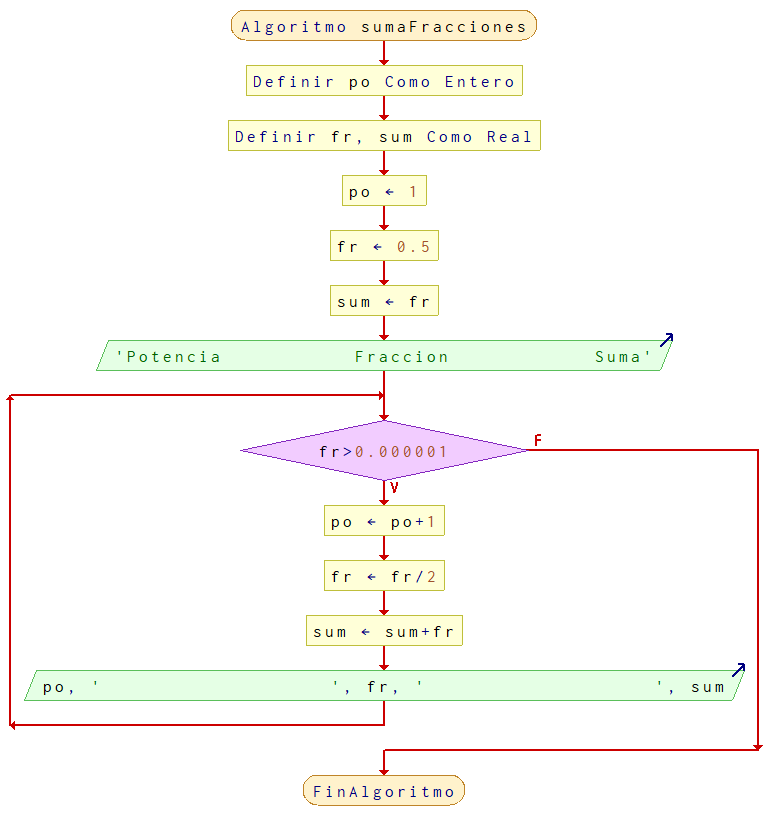 Algoritmo sumaFracciones
Definir po Como Entero
Definir fr, sum Como Real
po ← 1
fr ← 0.5
sum ← fr
'Potencia Fraccion Suma'
fr>0.000001
F
V
po ← po+1
fr ← fr/2
sum ← sum+fr
po, ' ', fr, ' ', sum
FinAlgoritmo